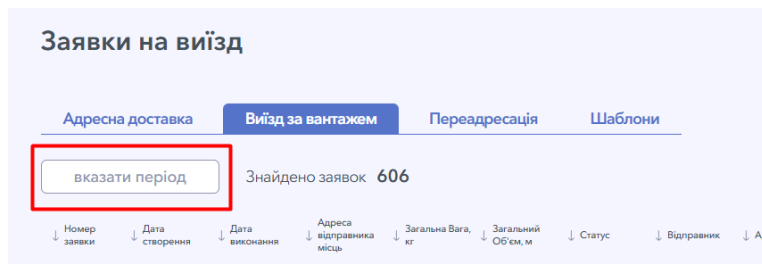 Заявки на виїзд
Адресна доставка Виїзд за вантажем Переадресація Шаблони
вказати період Знайдено заявок 606
↓ Номер заявки ↓ Дата створення ↓ Дата виконання ↓ Адреса відправника місць ↓ Загальна Вага, кг ↓ Загальний Об'єм, м ↓ Статус ↓ Відправник ↓ А